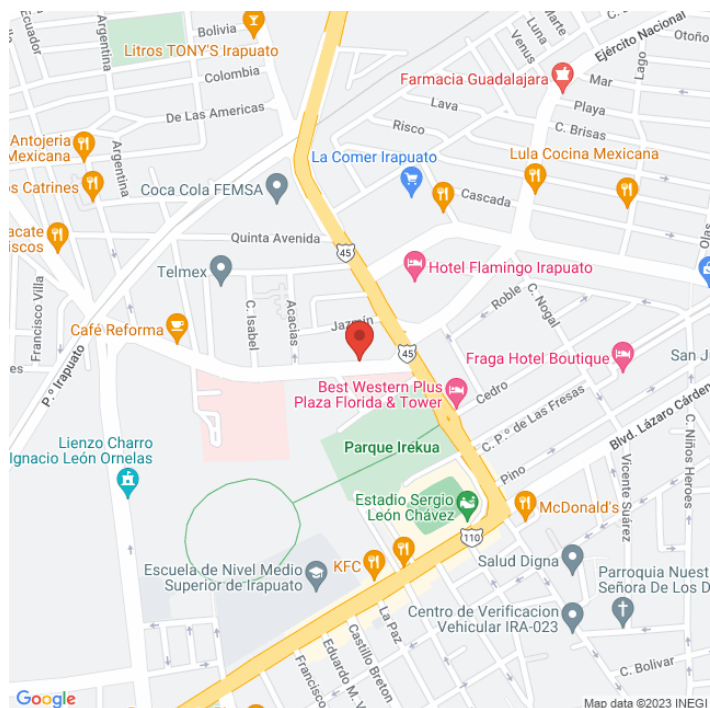 Ecuador
Argentina
Bolivia
Litros TONY'S Irapuato
Colombia
De Las Americas
Luna
Marte
Venus
Ejército Nacional
Otoño
Lago
Farmacia Guadalajara
Mar
Playa
Lava
C. Brisas
Risco
Antojeria
Mexicana
Argentina
La Comer Irapuato
Lula Cocina Mexicana
os Catrines
Coca Cola FEMSA
Cascada
acate
iscos
Quinta Avenida
45
Olas
Telmex
Hotel Flamingo Irapuato
Francisco Villa
C. Isabel
Acacias
Jazmín
Roble
C. Nogal
Café Reforma
45
Fraga Hotel Boutique
San J
P.º Irapuato
Best Western Plus
Plaza Florida & Tower
Cedro
C. P.º de Las Fresas
Blvd. Lázaro Cárden
Lienzo Charro
Ignacio León Ornelas
Parque Irekua
Pino
Vicente Suárez
C. Niños Heroes
Estadio Sergio
León Chávez
McDonald's
110
Escuela de Nivel Medio
Superior de Irapuato
KFC
Salud Digna
Parroquia Nuest
Señora De Los D
La Paz
Centro de Verificacion
Vehicular IRA-023
Castillo Breton
Eduardo M. V
Francisco
C. Bolivar
Google
Map data ©2023 INEGI